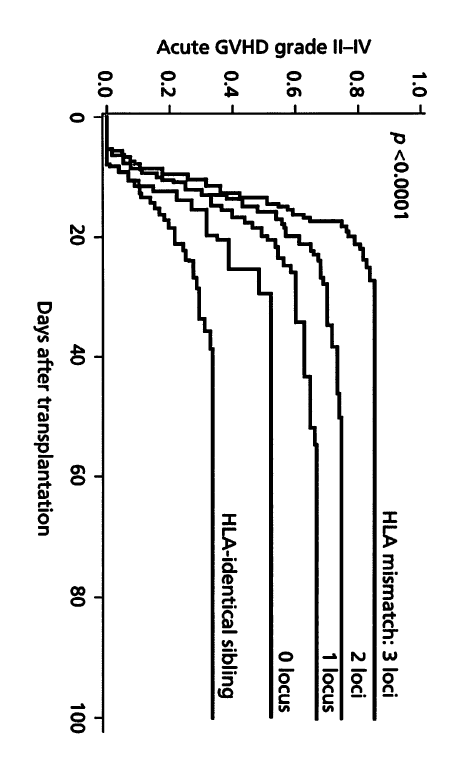 Acute GVHD grade II–IV
1.0
0.8
0.6
0.4
0.2
0.0
p <0.0001
HLA mismatch: 3 loci
2 loci
1 locus
0 locus
HLA-identical sibling
0
20
40
60
80
100
Days after transplantation